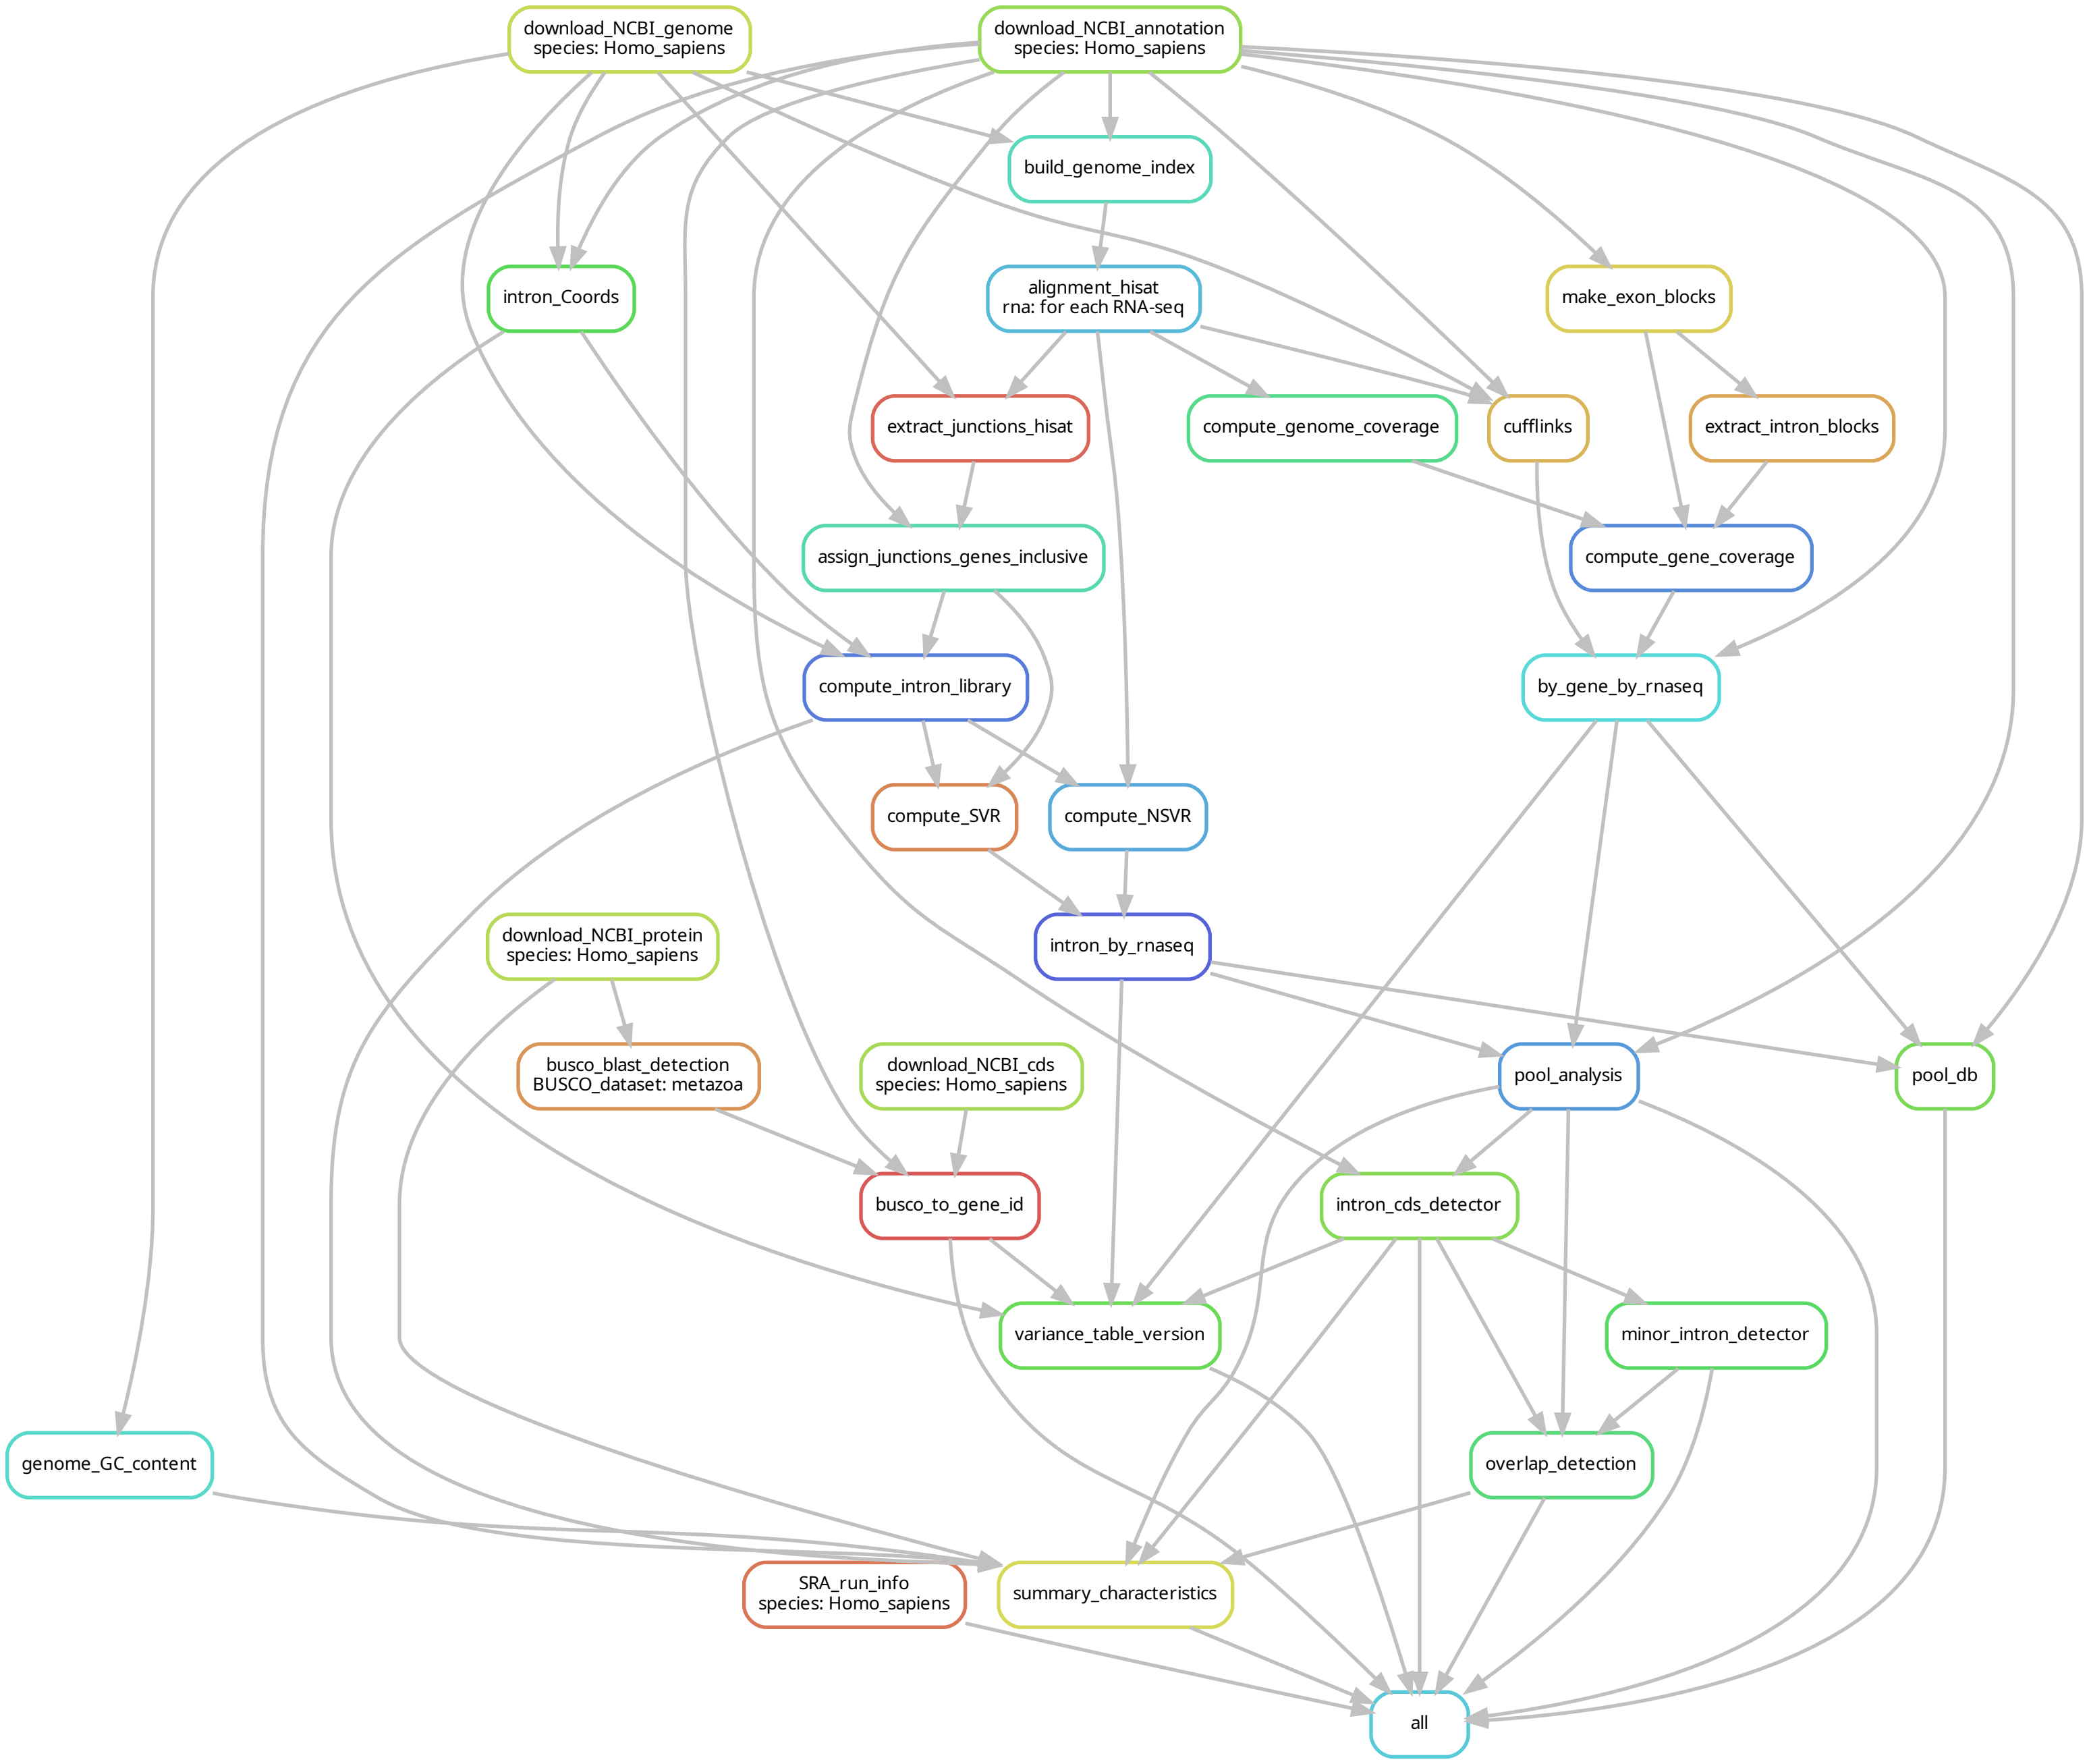 download_NCBI_genome
species: Homo_sapiens
download_NCBI_annotation
species: Homo_sapiens
build_genome_index
intron_Coords
alignment_hisat
rna: for each RNA-seq
make_exon_blocks
extract_junctions_hisat
compute_genome_coverage
cufflinks
extract_intron_blocks
assign_junctions_genes_inclusive
compute_gene_coverage
compute_intron_library
by_gene_by_rnaseq
compute_SVR
compute_NSVR
download_NCBI_protein
species: Homo_sapiens
intron_by_rnaseq
busco_blast_detection
BUSCO_dataset: metazoa
download_NCBI_cds
species: Homo_sapiens
pool_analysis
pool_db
busco_to_gene_id
intron_cds_detector
variance_table_version
minor_intron_detector
genome_GC_content
overlap_detection
SRA_run_info
species: Homo_sapiens
summary_characteristics
all